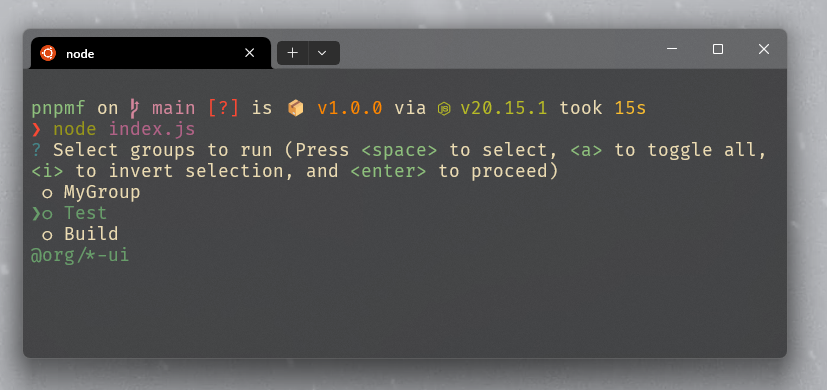 node
pnpmf on main [?] is v1.0.0 via v20.15.1 took 15s
❯ node index.js
? Select groups to run (Press <space> to select, <a> to toggle all,
<i> to invert selection, and <enter> to proceed)
○ MyGroup
❯○ Test
○ Build
@org/*-ui